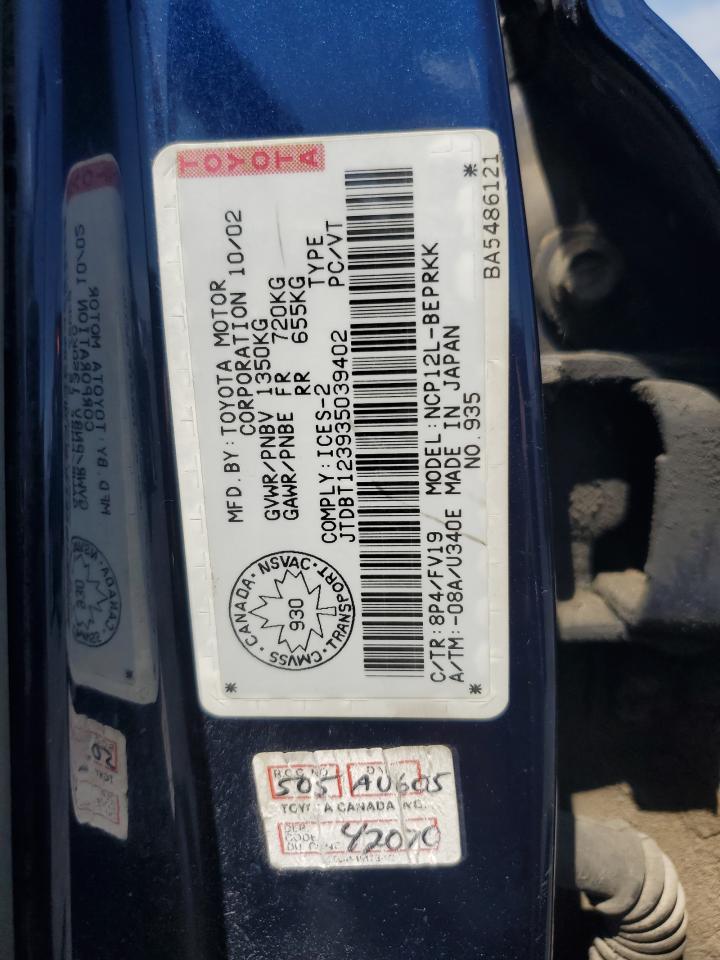 TOYOTA
MFD.BY:TOYOTA MOTOR
CORPORATION 10/02
GVWR/PNBV 1350KG
GAWR/PNBE FR 720KG
RR 655KG
COMPLY:ICES-2 TYPE
JTDBT123935039402 PC/VT
CANADA·NSVAC·TRANSPORT·CMVSS·
930
C/TR:8P4/FV19 MODEL:NCP12L-BEPRKK
A/TM:-08A/U340E MADE IN JAPAN
NO.935
BA5486121
505 AUG05
TOYOTA CANADA INC.
CODE
42070